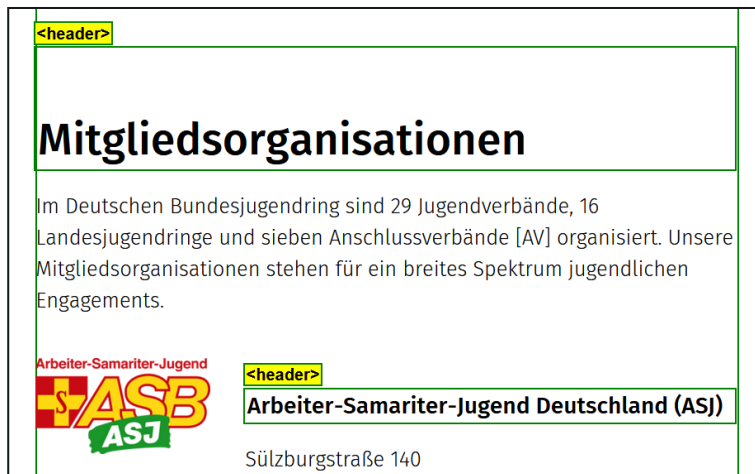 <header>
Mitgliedsorganisationen
Im Deutschen Bundesjugendring sind 29 Jugendverbände, 16
Landesjugendringe und sieben Anschlussverbände [AV] organisiert. Unsere
Mitgliedsorganisationen stehen für ein breites Spektrum jugendlichen
Engagements.
Arbeiter-Samariter-Jugend
S ASB
ASJ
<header>
Arbeiter-Samariter-Jugend Deutschland (ASJ)
Sülzburgstraße 140